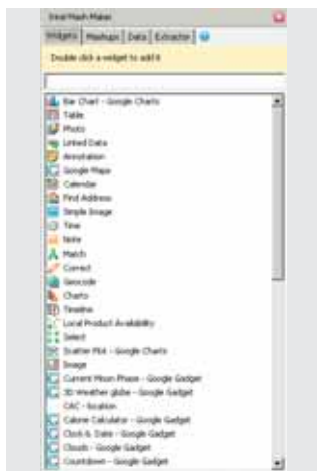 Intel Mash Maker
Widgets Mashups Data Extractor
Double click a widget to add it
Bar Chart - Google Charts
Table
Photo
Linked Data
Annotation
Google Maps
Calendar
Find Address
Simple Image
Time
Note
Match
Correct
Geocode
Charts
Timeline
Local Product Availability
Select
Scatter Plot - Google Charts
Image
Current Moon Phase - Google Gadget
3D Weather globe - Google Gadget
CAC - location
Calorie Calculator - Google Gadget
Clock & Date - Google Gadget
Clouds - Google Gadget
Countdown - Google Gadget